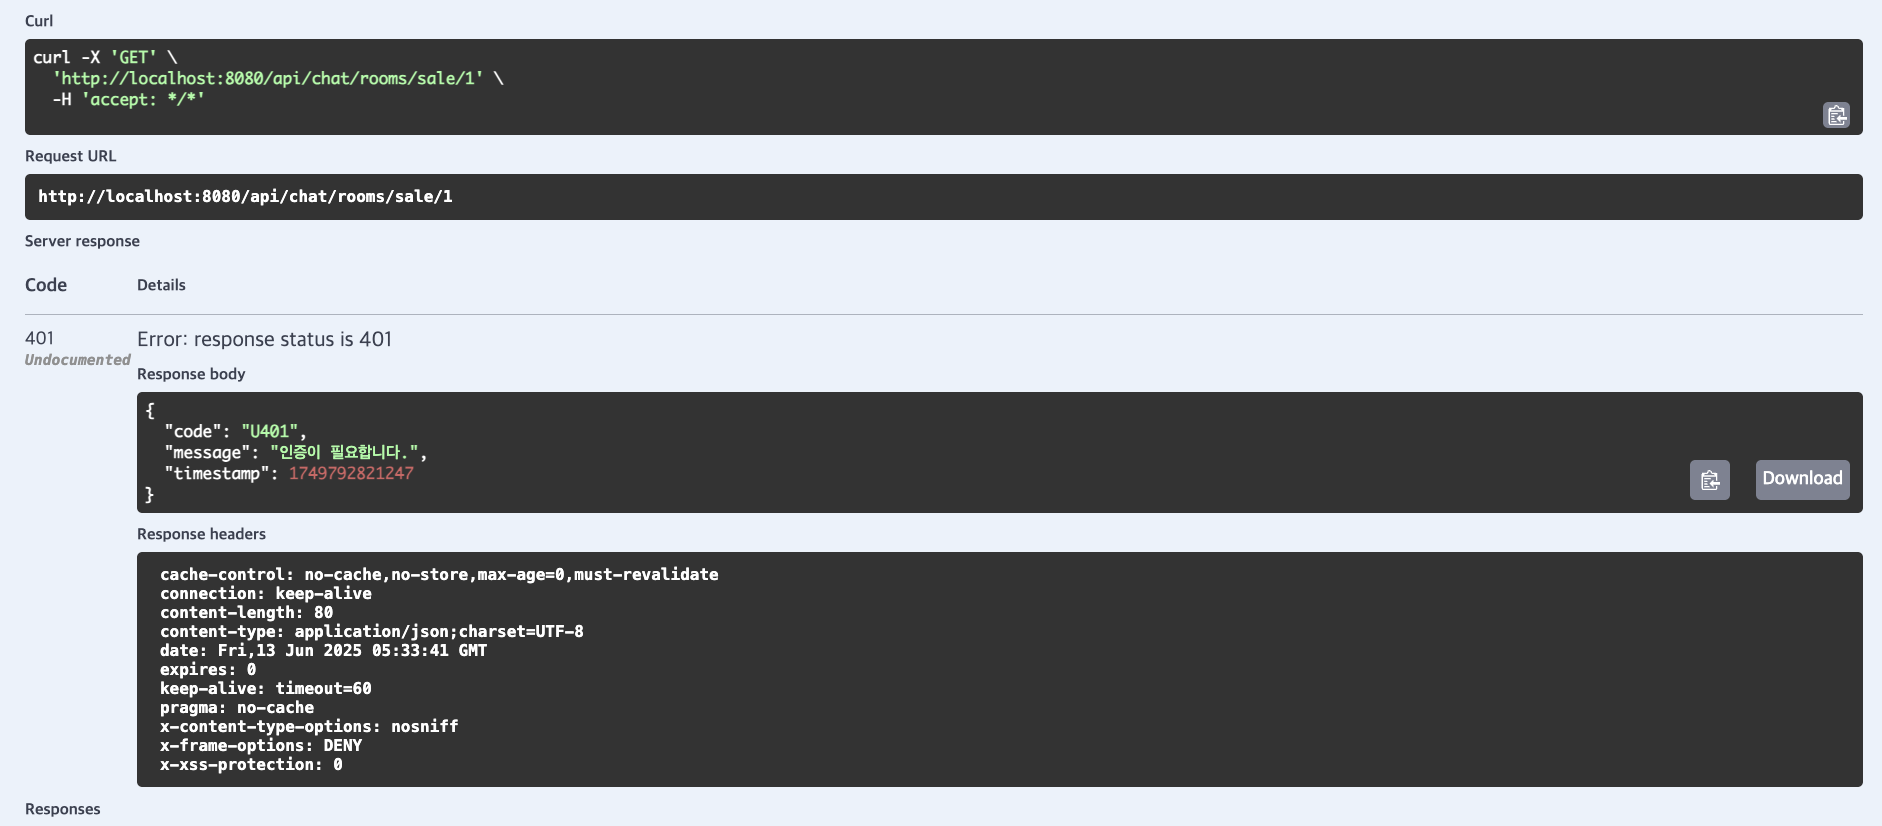 Curl
curl -X 'GET' \
  'http://localhost:8080/api/chat/rooms/sale/1' \
  -H 'accept: */*'
Request URL
http://localhost:8080/api/chat/rooms/sale/1
Server response
Code Details
401 Error: response status is 401
Undocumented
Response body
{
  "code": "U401",
  "message": "인증이 필요합니다.",
  "timestamp": 1749792821247
}
Download
Response headers
cache-control: no-cache,no-store,max-age=0,must-revalidate
connection: keep-alive
content-length: 80
content-type: application/json;charset=UTF-8
date: Fri,13 Jun 2025 05:33:41 GMT
expires: 0
keep-alive: timeout=60
pragma: no-cache
x-content-type-options: nosniff
x-frame-options: DENY
x-xss-protection: 0
Responses